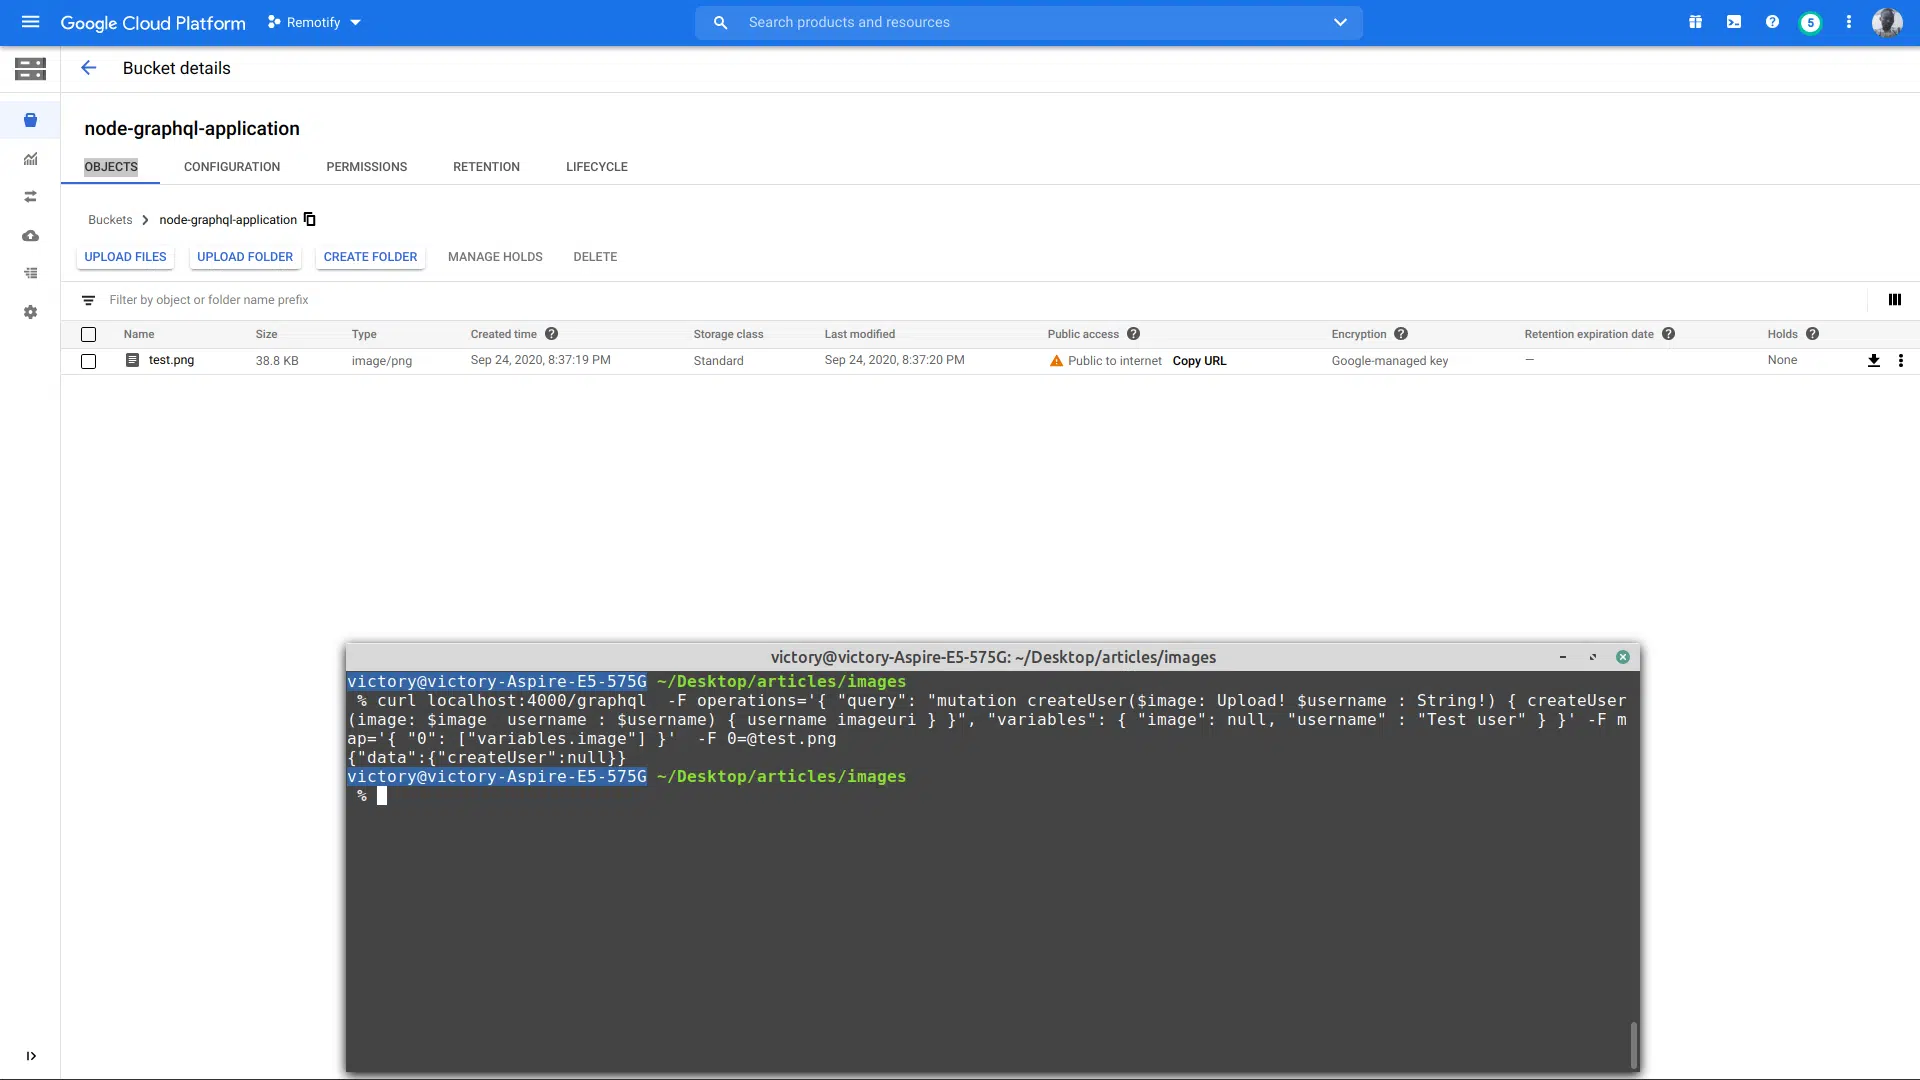 Google Cloud Platform Remotify Search products and resources 5
Bucket details
node-graphql-application
OBJECTS CONFIGURATION PERMISSIONS RETENTION LIFECYCLE
Buckets node-graphql-application
UPLOAD FILES UPLOAD FOLDER CREATE FOLDER MANAGE HOLDS DELETE
Filter by object or folder name prefix
Name Size Type Created time Storage class Last modified Public access Encryption Retention expiration date Holds
test.png 38.8 KB image/png Sep 24, 2020, 8:37:19 PM Standard Sep 24, 2020, 8:37:20 PM Public to internet Copy URL Google-managed key — None
victory@victory-Aspire-E5-575G: ~/Desktop/articles/images
victory@victory-Aspire-E5-575G ~/Desktop/articles/images
% curl localhost:4000/graphql  -F operations='{ "query": "mutation createUser($image: Upload! $username : String!) { createUser
(image: $image  username : $username) { username imageuri } }", "variables": { "image": null, "username" : "Test user" } }' -F m
ap='{ "0": ["variables.image"] }'  -F 0=@test.png
{"data":{"createUser":null}}
victory@victory-Aspire-E5-575G ~/Desktop/articles/images
%